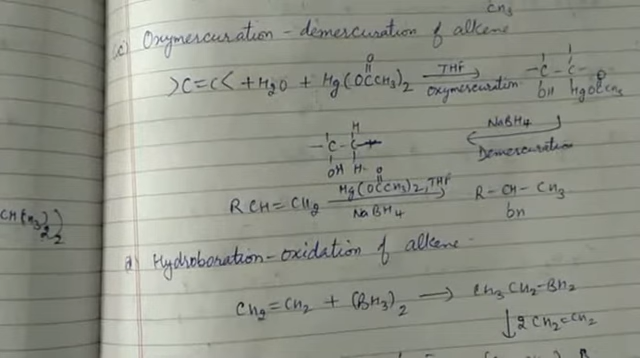 CH3
c) Oxymercuration - demercuration of alkene
>C=C< + H2O + Hg(OCCH3)2 THF Oxymercuration - C - C -
O
OH HgOCCH3
O
H
NaBH4
- C - C -
Demercuration
OH H
O
RCH=CH2 Hg(OCCH3)2, THF NaBH4 R - CH - CH3
OH
CH(CH3)2)2
d) Hydroboration - oxidation of alkene
CH2=CH2 + (BH3)2 → CH3CH2-BH2
↓ 2CH2=CH2